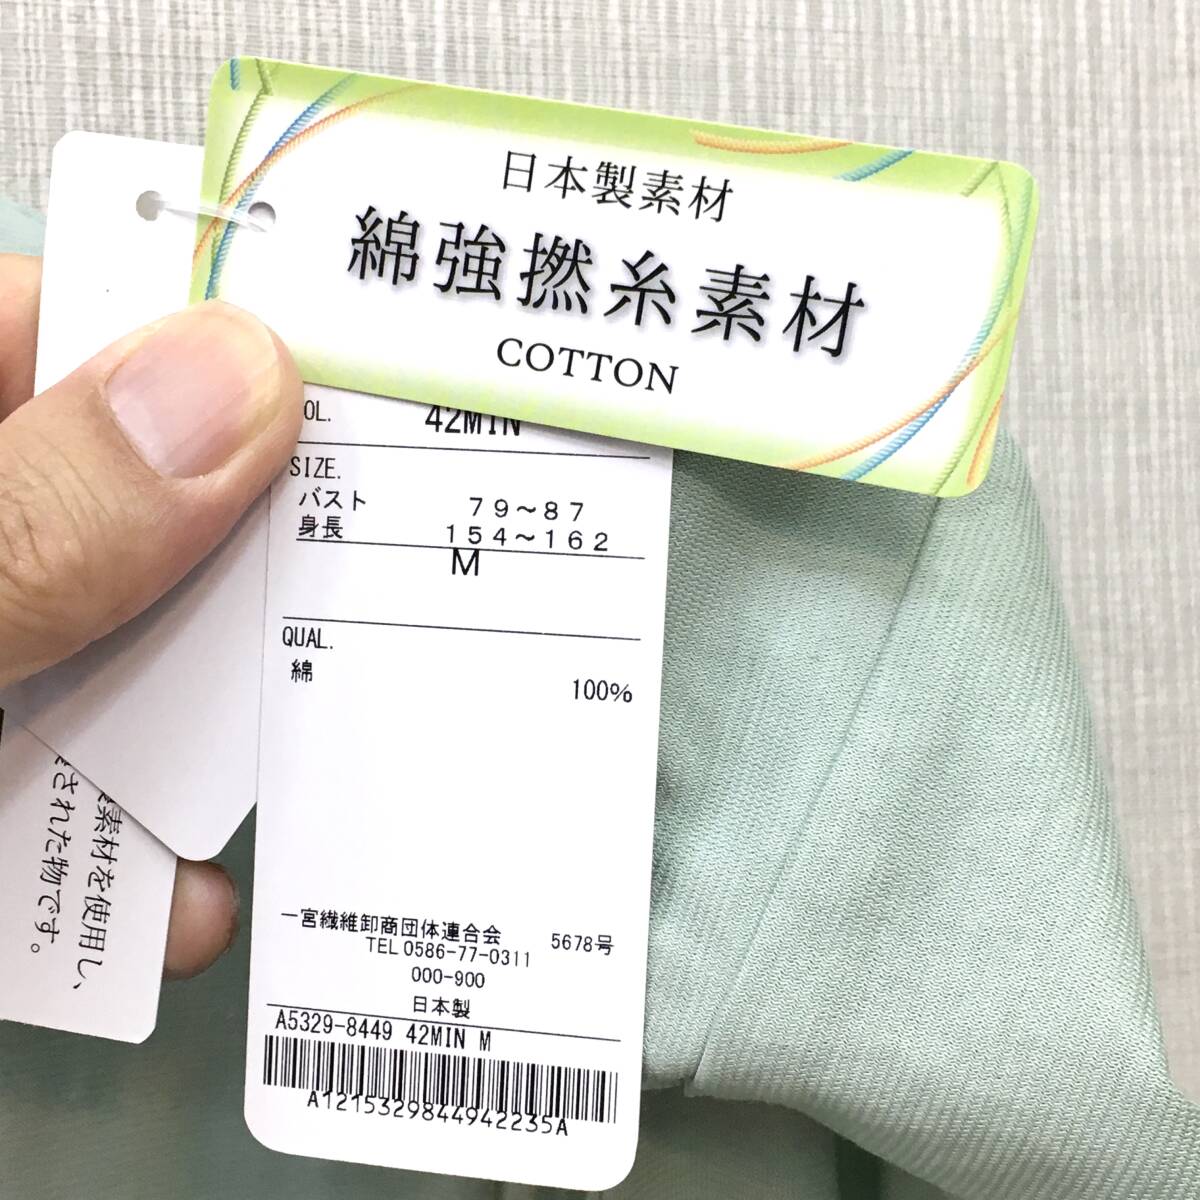 日本製素材
綿強撚糸素材
COTTON
OL.
42MIN
SIZE.
バスト 79～87
身長 154～162
M
QUAL.
綿 100%
一宮繊維卸商団体連合会 5678号
TEL 0586-77-0311
000-900
日本製
A5329-8449 42MIN M
A1215329844942235A
素材を使用し、
された物です。